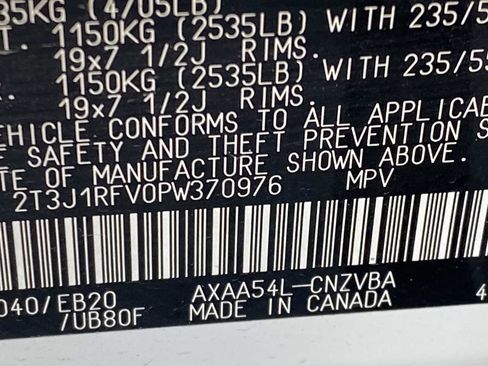 35KG (4705LB)
T. 1150KG (2535LB) WITH 235/5
19x7 1/2J RIMS.
R. 1150KG (2535LB) WITH 235/55
19x7 1/2J RIMS.
VEHICLE CONFORMS TO ALL APPLICAB
SAFETY AND THEFT PREVENTION
TE OF MANUFACTURE SHOWN ABOVE.
2T3J1RFV0PW370976 MPV
040/EB20 AXAA54L-CNZVBA 4
/UB80F MADE IN CANADA